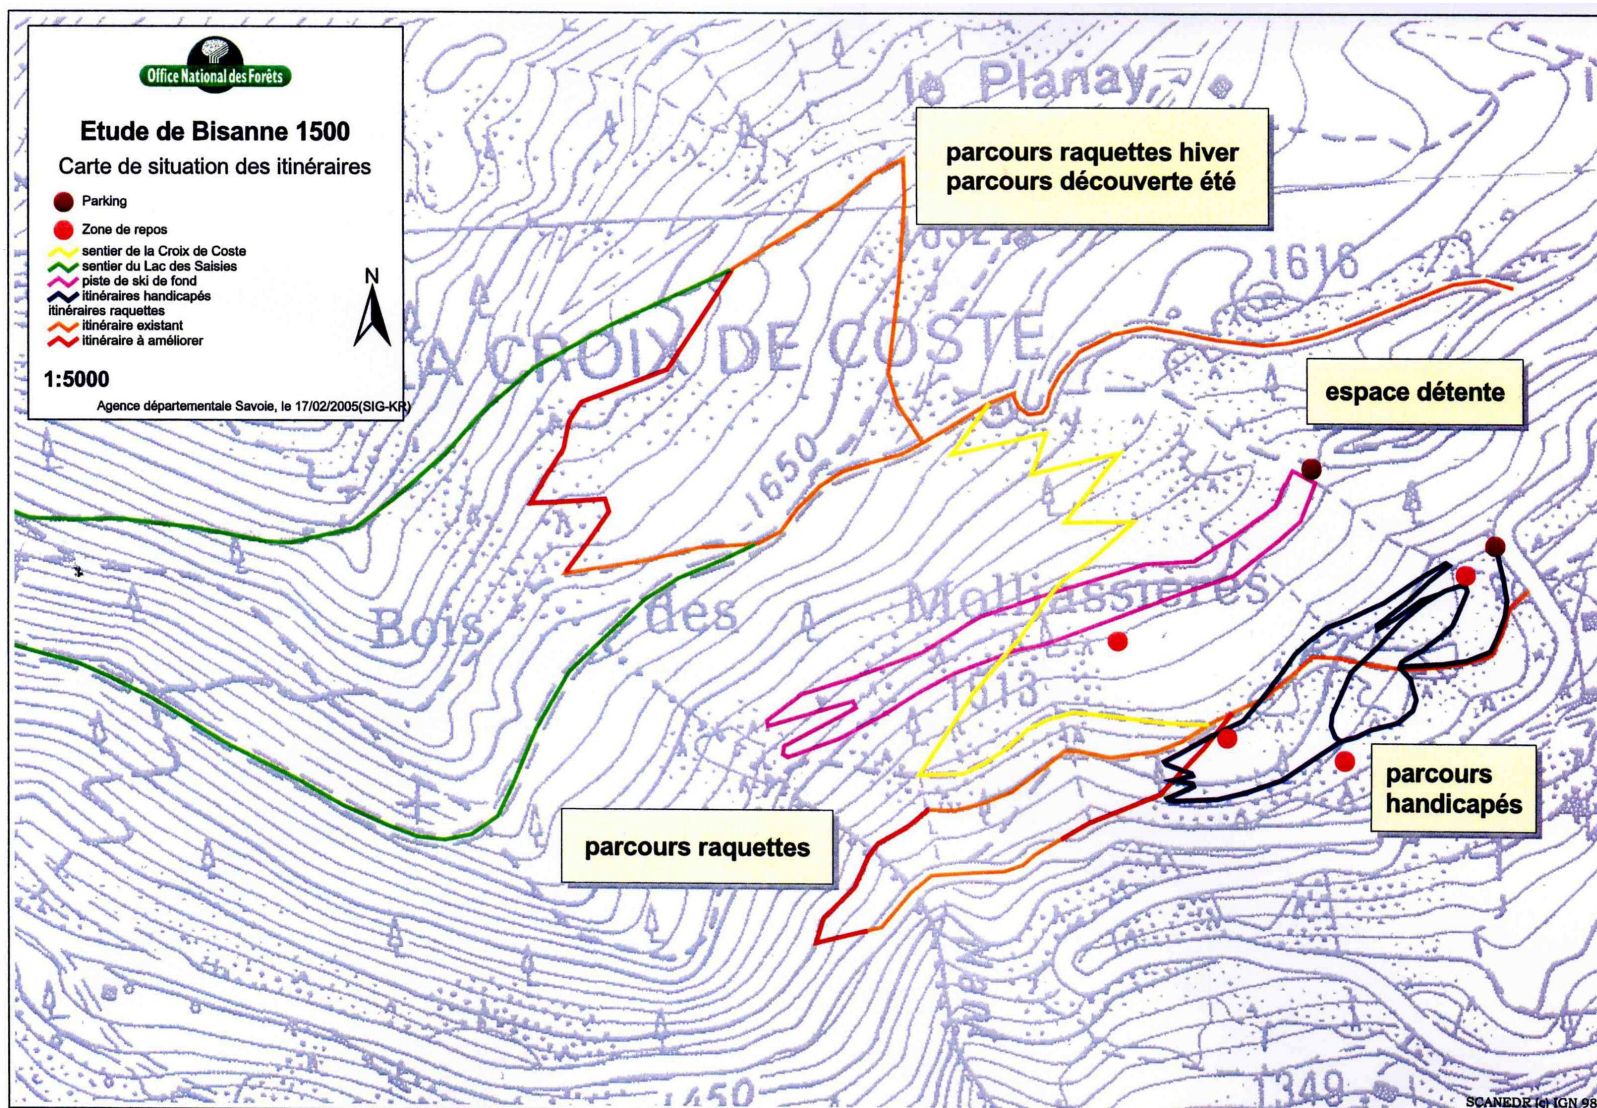 Office National des Forêts
Etude de Bisanne 1500
Carte de situation des itinéraires
Parking
Zone de repos
sentier de la Croix de Coste
sentier du Lac des Saisies
piste de ski de fond
itinéraires handicapés
itinéraires raquettes
itinéraire existant
itinéraire à améliorer
N
1:5000
Agence départementale Savoie, le 17/02/2005(SIG-KR)
le Planay
parcours raquettes hiver
parcours découverte été
1632
1616
LA CROIX DE COSTE
espace détente
1650
Bois des Molliassières
1613
parcours
handicapés
parcours raquettes
1450
1349
SCANEDR (c) IGN 98